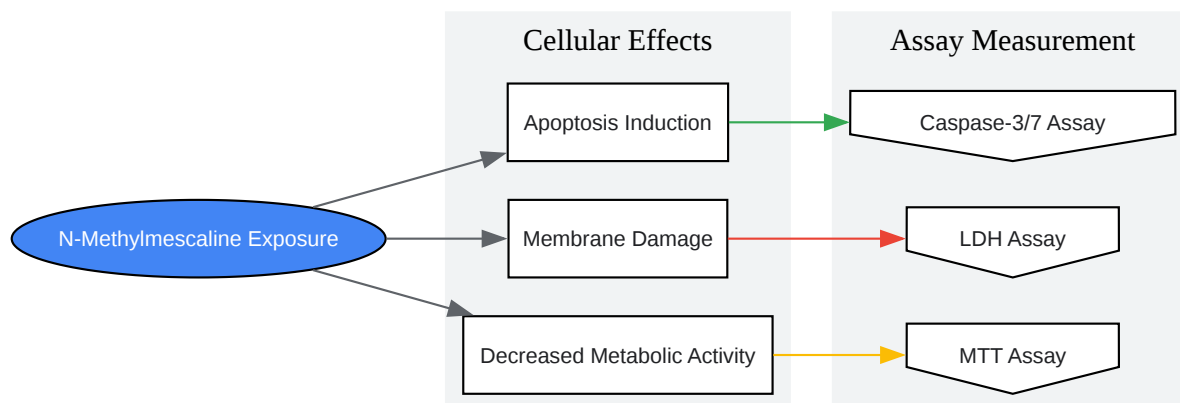 Cellular Effects
Assay Measurement
Apoptosis Induction
Caspase-3/7 Assay
N-Methylmescaline Exposure
Membrane Damage
LDH Assay
Decreased Metabolic Activity
MTT Assay